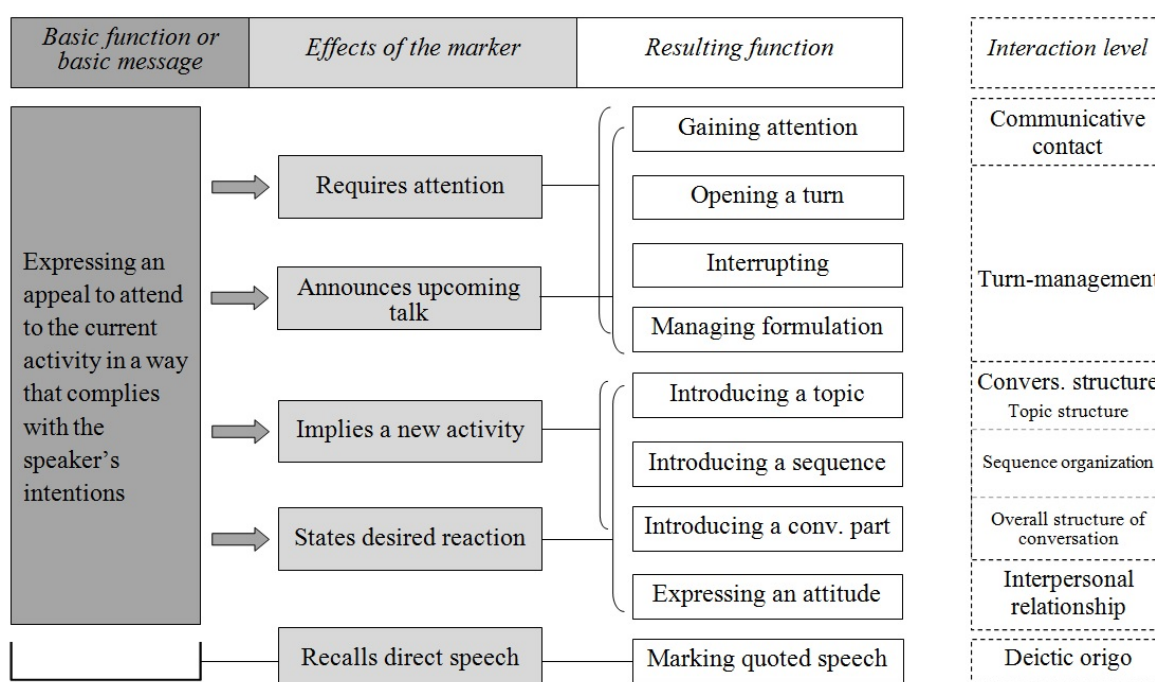 Basic function or
basic message
Effects of the marker
Resulting function
Interaction level
Expressing an
appeal to attend
to the current
activity in a way
that complies
with the
speaker's
intentions
Requires attention
Announces upcoming
talk
Implies a new activity
States desired reaction
Recalls direct speech
Gaining attention
Opening a turn
Interrupting
Managing formulation
Introducing a topic
Introducing a sequence
Introducing a conv. part
Expressing an attitude
Marking quoted speech
Communicative
contact
Turn-management
Convers. structure
Topic structure
Sequence organization
Overall structure of
conversation
Interpersonal
relationship
Deictic origo